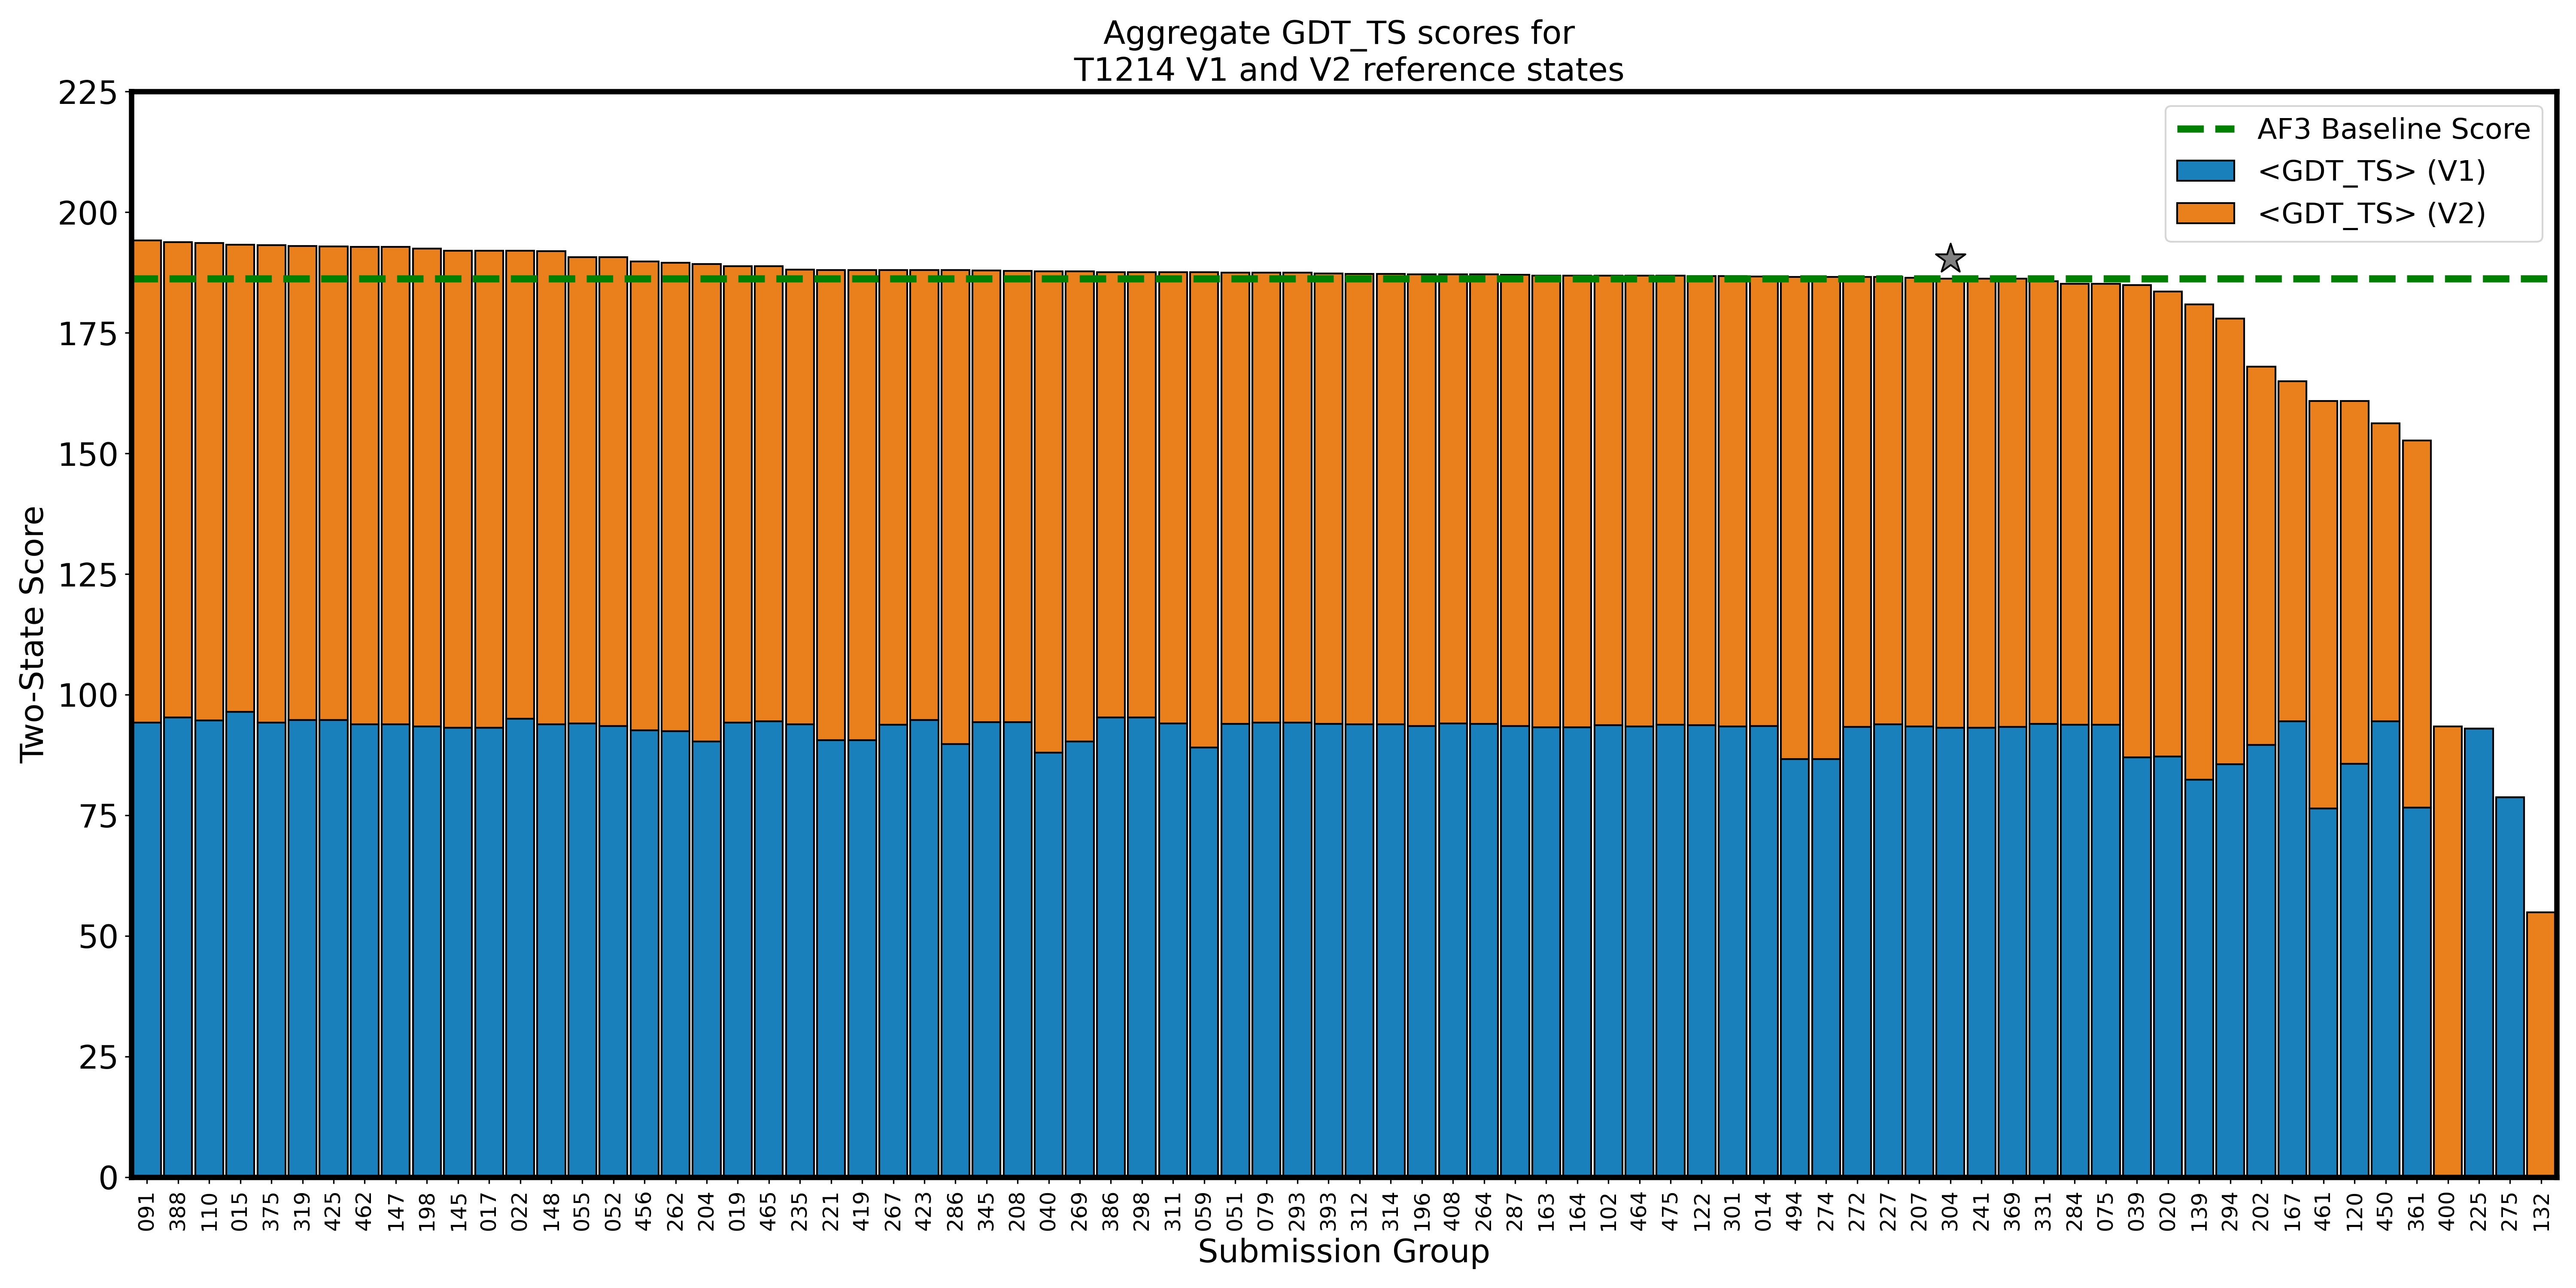 Aggregate GDT_TS scores for
T1214 V1 and V2 reference states
225
200
175
150
125
100
75
50
25
0
Two-State Score
AF3 Baseline Score
<GDT_TS> (V1)
<GDT_TS> (V2)
091 388 110 015 375 319 425 462 147 198 145 017 022 148 055 052 456 262 204 019 465 235 221 419 267 423 286 345 208 040 269 386 298 311 059 051 079 293 393 312 314 196 408 264 287 163 164 102 464 475 122 301 014 494 274 272 227 207 304 241 369 331 284 075 039 020 139 294 202 167 461 120 450 361 400 225 275 132
Submission Group